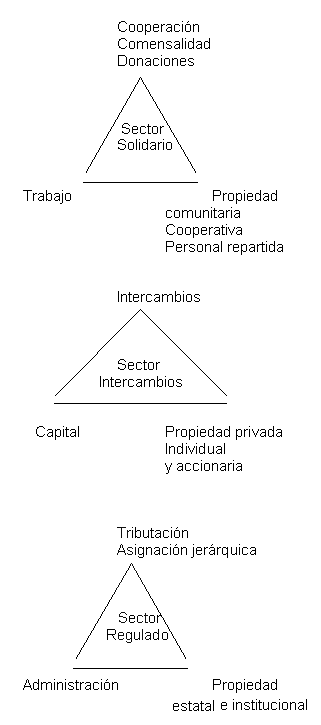 Cooperación
Comensalidad
Donaciones
Sector
Solidario
Trabajo
Propiedad
comunitaria
Cooperativa
Personal repartida
Intercambios
Sector
Intercambios
Capital
Propiedad privada
Individual
y accionaria
Tributación
Asignación jerárquica
Sector
Regulado
Administración
Propiedad
estatal e institucional